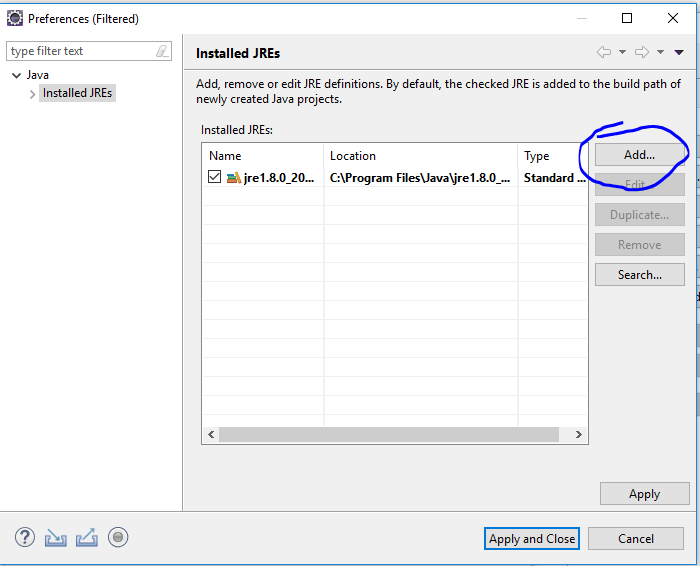 Preferences (Filtered)
type filter text
Java
Installed JREs
Installed JREs
Add, remove or edit JRE definitions. By default, the checked JRE is added to the build path of
newly created Java projects.
Installed JREs:
Name Location Type
jre1.8.0_20... C:\Program Files\Java\jre1.8.0_... Standard ...
Add...
Edit...
Duplicate...
Remove
Search...
Apply
Apply and Close Cancel